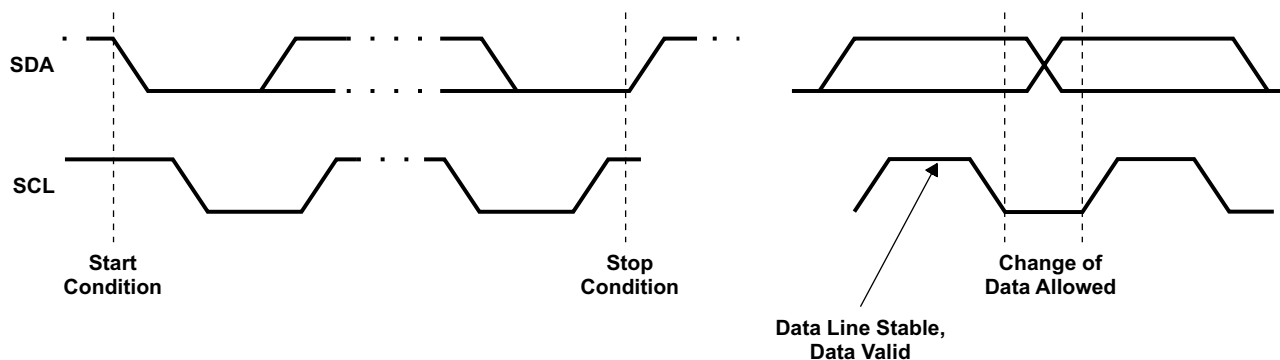 SDA
SCL
Start
Condition
Stop
Condition
Change of
Data Allowed
Data Line Stable,
Data Valid